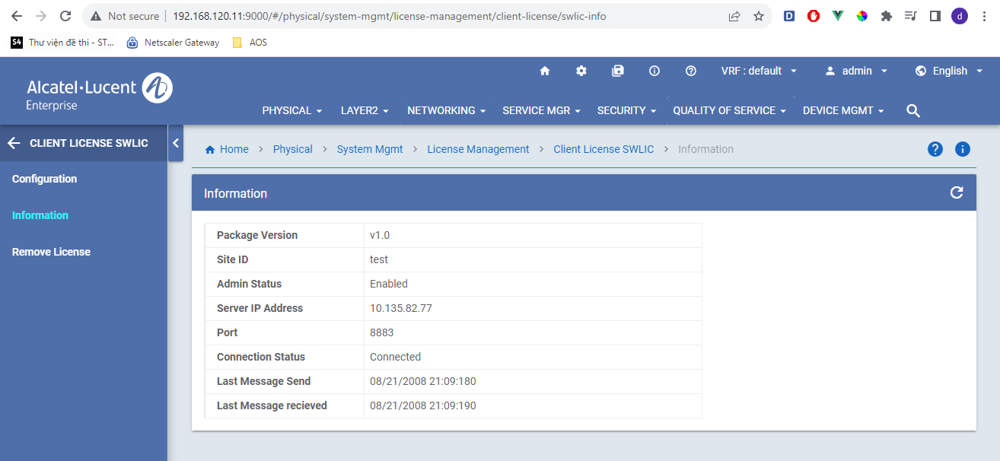 Not secure | 192.168.120.11:9000/#/physical/system-mgmt/license-management/client-license/swlic-info
D d
S4 Thư viện đề thi - ST... Netscaler Gateway AOS
VRF : default admin English
Alcatel·Lucent
Enterprise
PHYSICAL LAYER2 NETWORKING SERVICE MGR SECURITY QUALITY OF SERVICE DEVICE MGMT
CLIENT LICENSE SWLIC
Configuration
Information
Remove License
Home > Physical > System Mgmt > License Management > Client License SWLIC > Information
Information
Package Version v1.0
Site ID test
Admin Status Enabled
Server IP Address 10.135.82.77
Port 8883
Connection Status Connected
Last Message Send 08/21/2008 21:09:180
Last Message recieved 08/21/2008 21:09:190